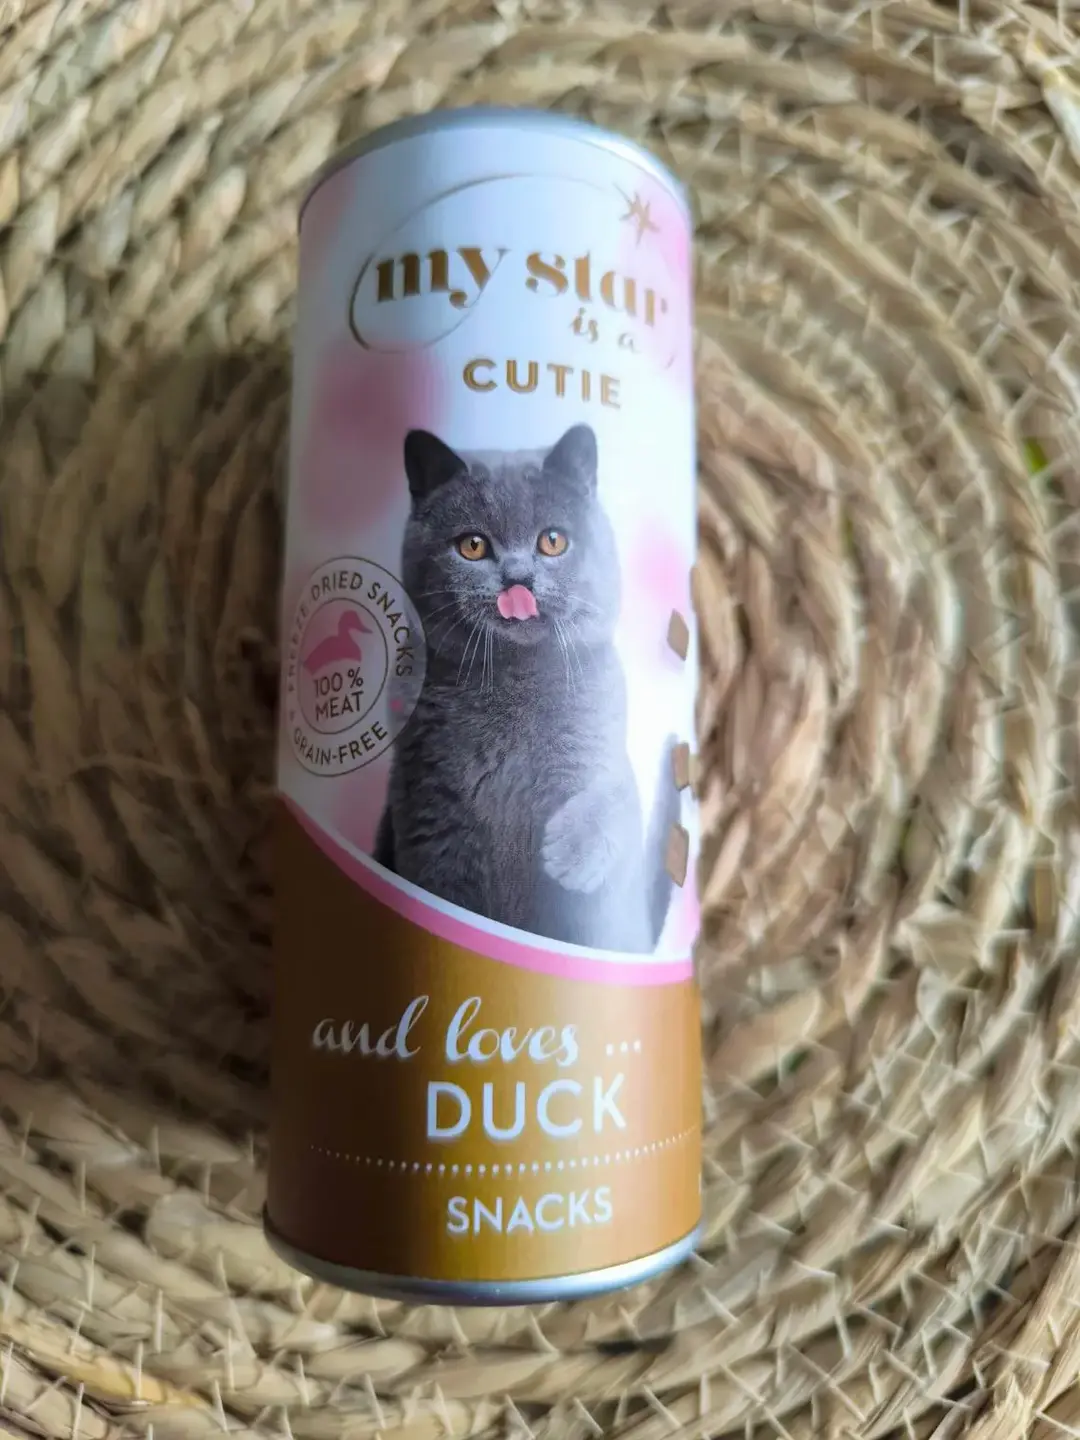 my star
is a
CUTIE
FREEZE DRIED SNACKS
100 %
MEAT
GRAIN-FREE
and loves ...
DUCK
SNACKS